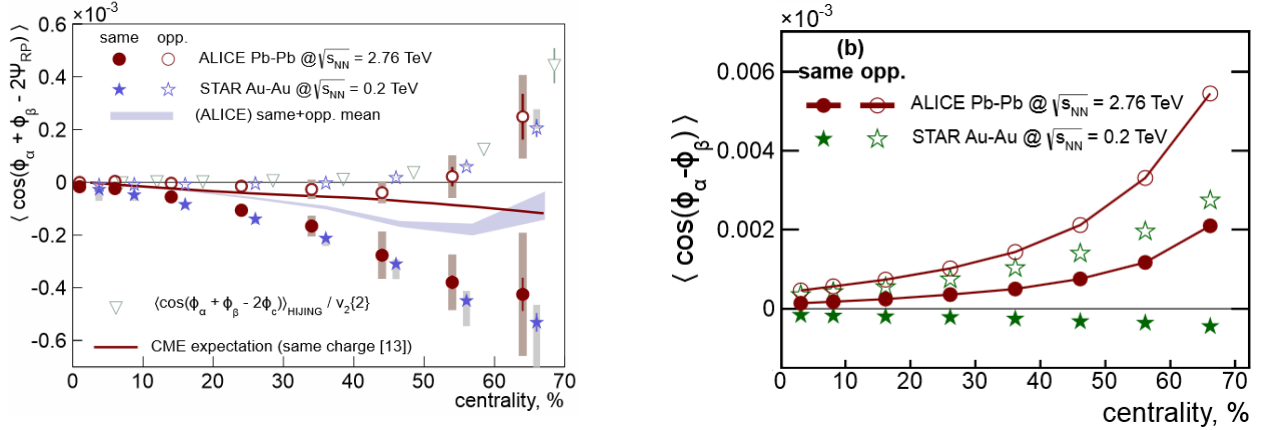 ×10⁻³
0.6
0.4
0.2
0
-0.2
-0.4
-0.6
⟨ cos(ϕα + ϕβ - 2ΨRP) ⟩
same opp.
ALICE Pb-Pb @ √sNN = 2.76 TeV
STAR Au-Au @ √sNN = 0.2 TeV
(ALICE) same+opp. mean
⟨cos(ϕα + ϕβ - 2ϕc)⟩HIJING / v2{2}
CME expectation (same charge [13])
0 10 20 30 40 50 60 70
centrality, %
×10⁻³
0.006
0.004
0.002
0
⟨ cos(ϕα-ϕβ) ⟩
(b)
same opp.
ALICE Pb-Pb @ √sNN = 2.76 TeV
STAR Au-Au @ √sNN = 0.2 TeV
0 10 20 30 40 50 60 70
centrality, %